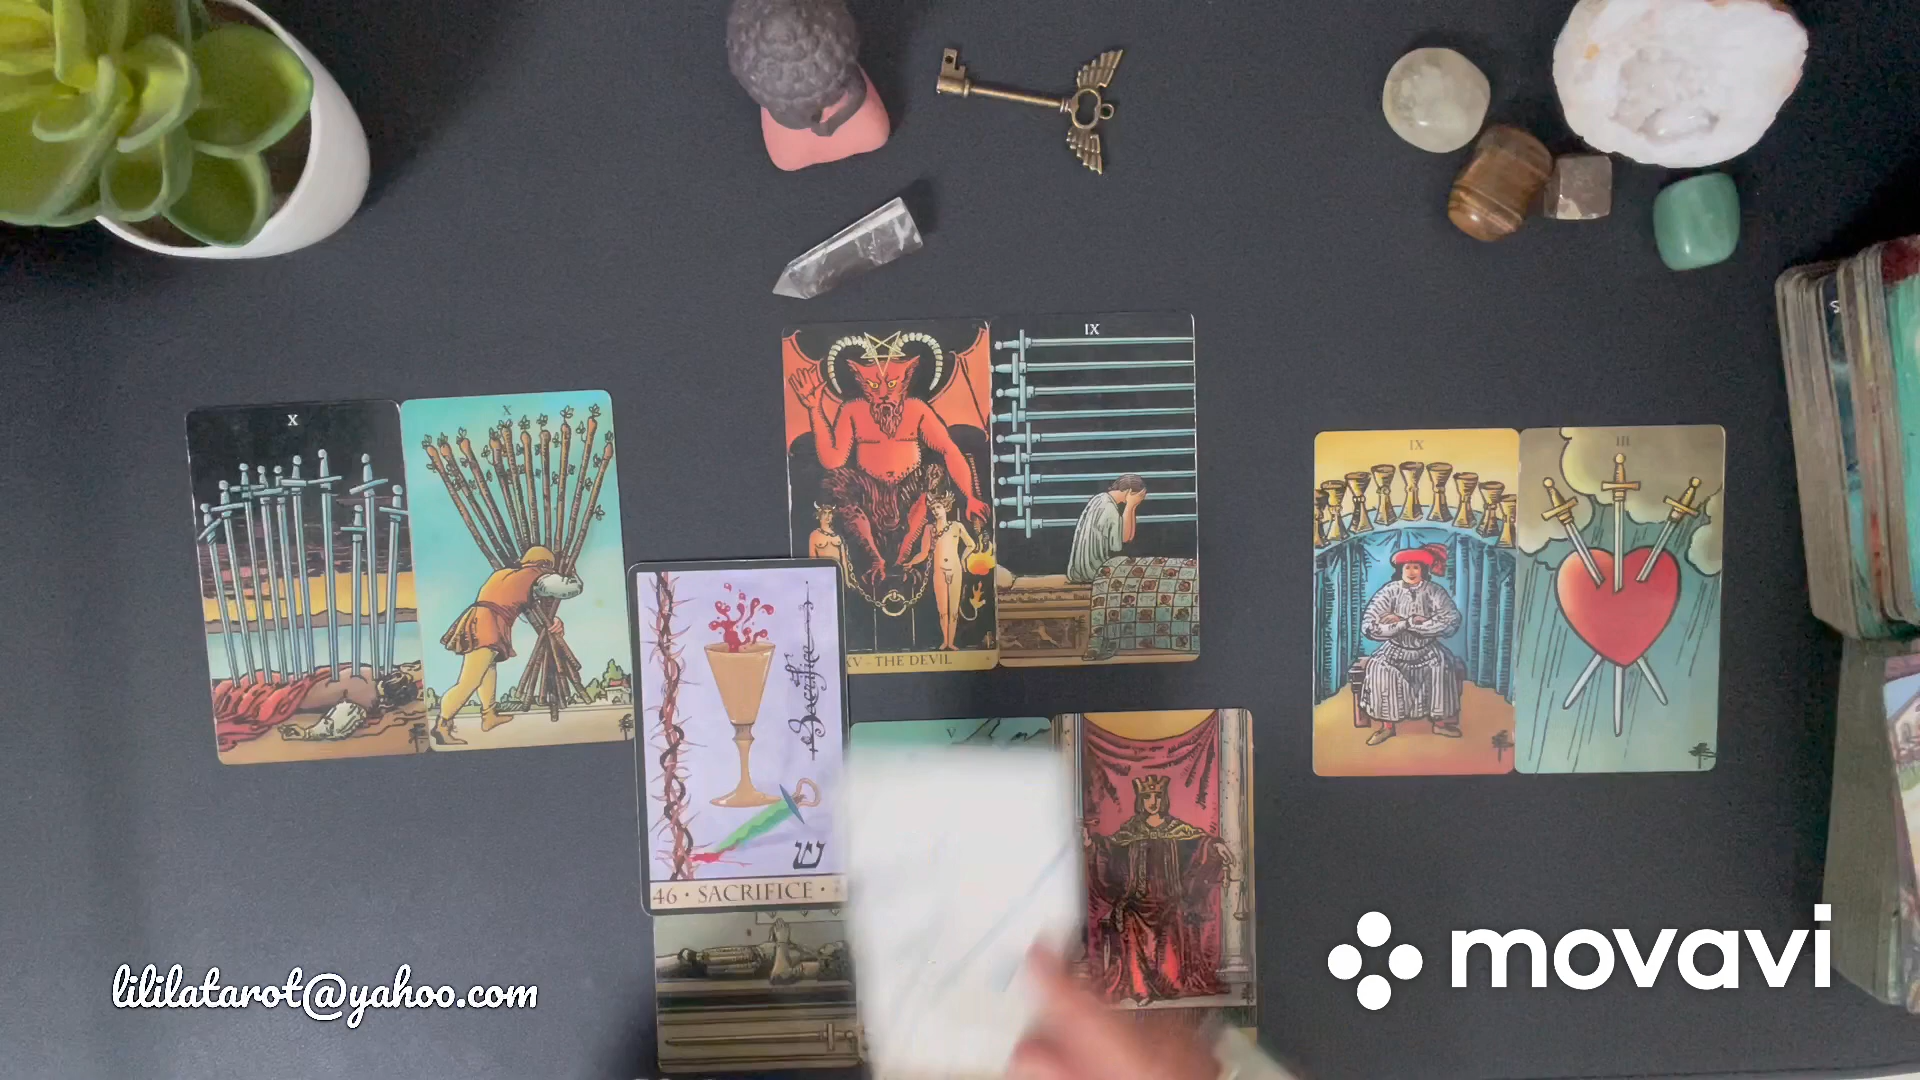 IX
X
X
IX
III
XV - THE DEVIL
V
Sacrifice
ש
46 • SACRIFICE •
lililatarot@yahoo.com
movavi